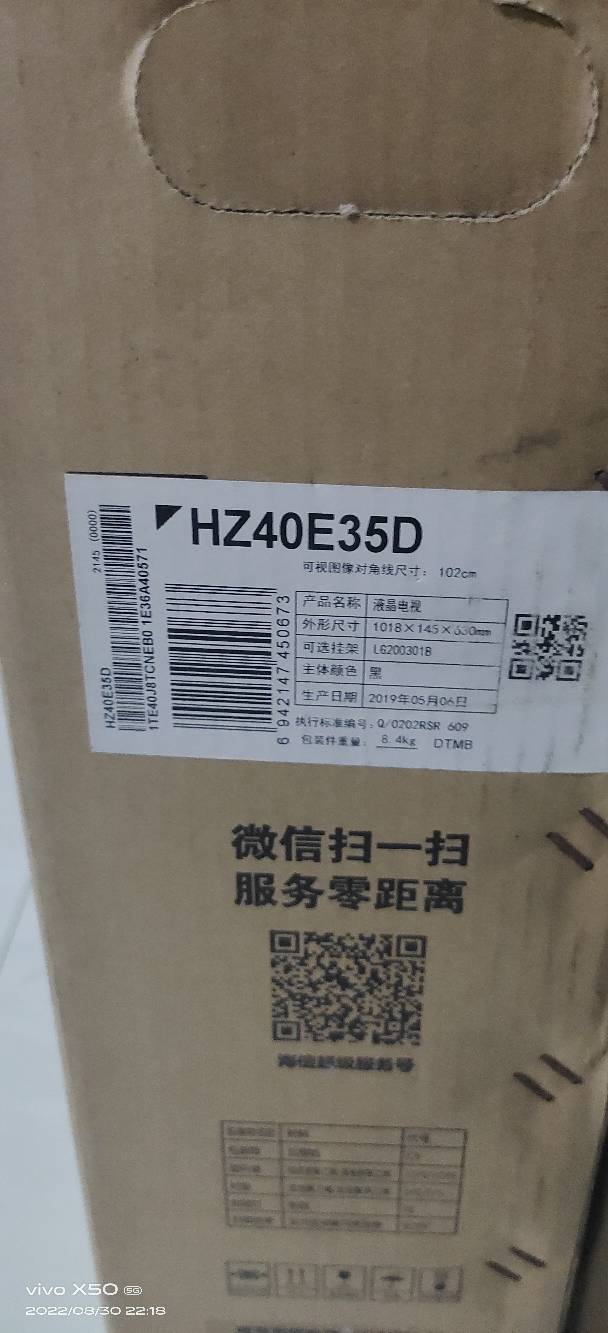 HZ40E35D
可视图像对角线尺寸： 102cm
2145 (0000)
HZ40E35D
1TE40J8TCNEB0 1E36A40571
6 942147 450673
产品名称 液晶电视
外形尺寸 1018×145×630mm
可选挂架 LG200301B
主体颜色 黑
生产日期 2019年05月06日
执行标准编号：Q/0202RSR 609
包装件重量： 8.4kg DTMB
微信扫一扫
服务零距离
海信超级服务号
vivo X50 5G
2022/08/30 22:18